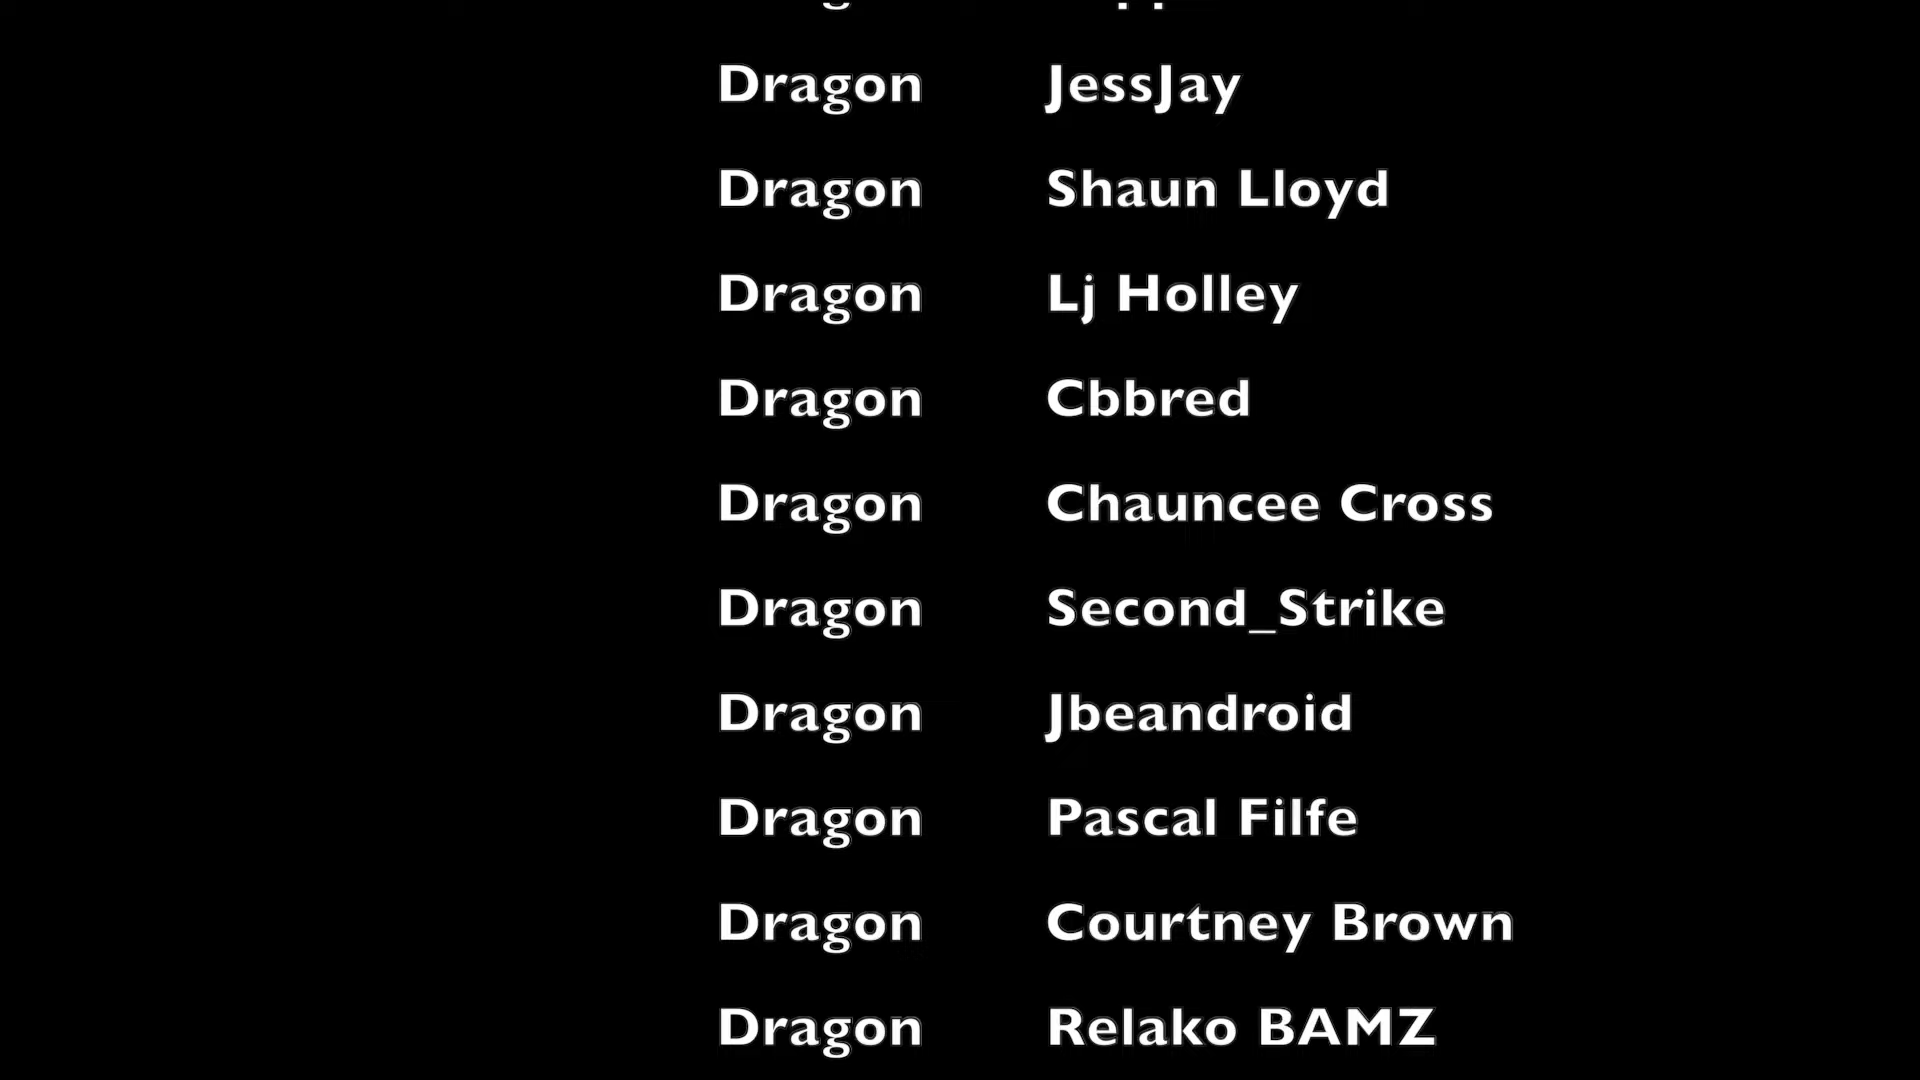 Dragon JessJay
Dragon Shaun Lloyd
Dragon Lj Holley
Dragon Cbbred
Dragon Chauncee Cross
Dragon Second_Strike
Dragon Jbeandroid
Dragon Pascal Filfe
Dragon Courtney Brown
Dragon Relako BAMZ